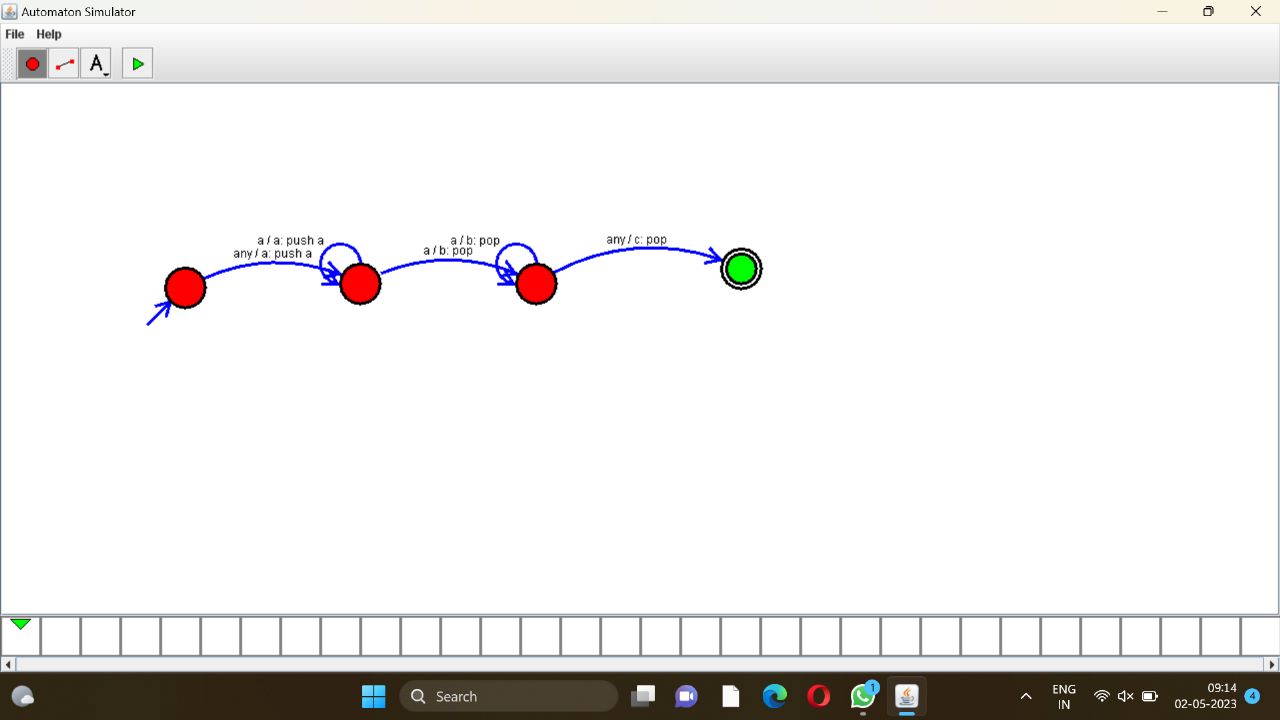 Automaton Simulator
File Help
A
a / a: push a
any / a: push a
a / b: pop
a / b: pop
any / c: pop
Search
1
ENG
IN
09:14
02-05-2023
4